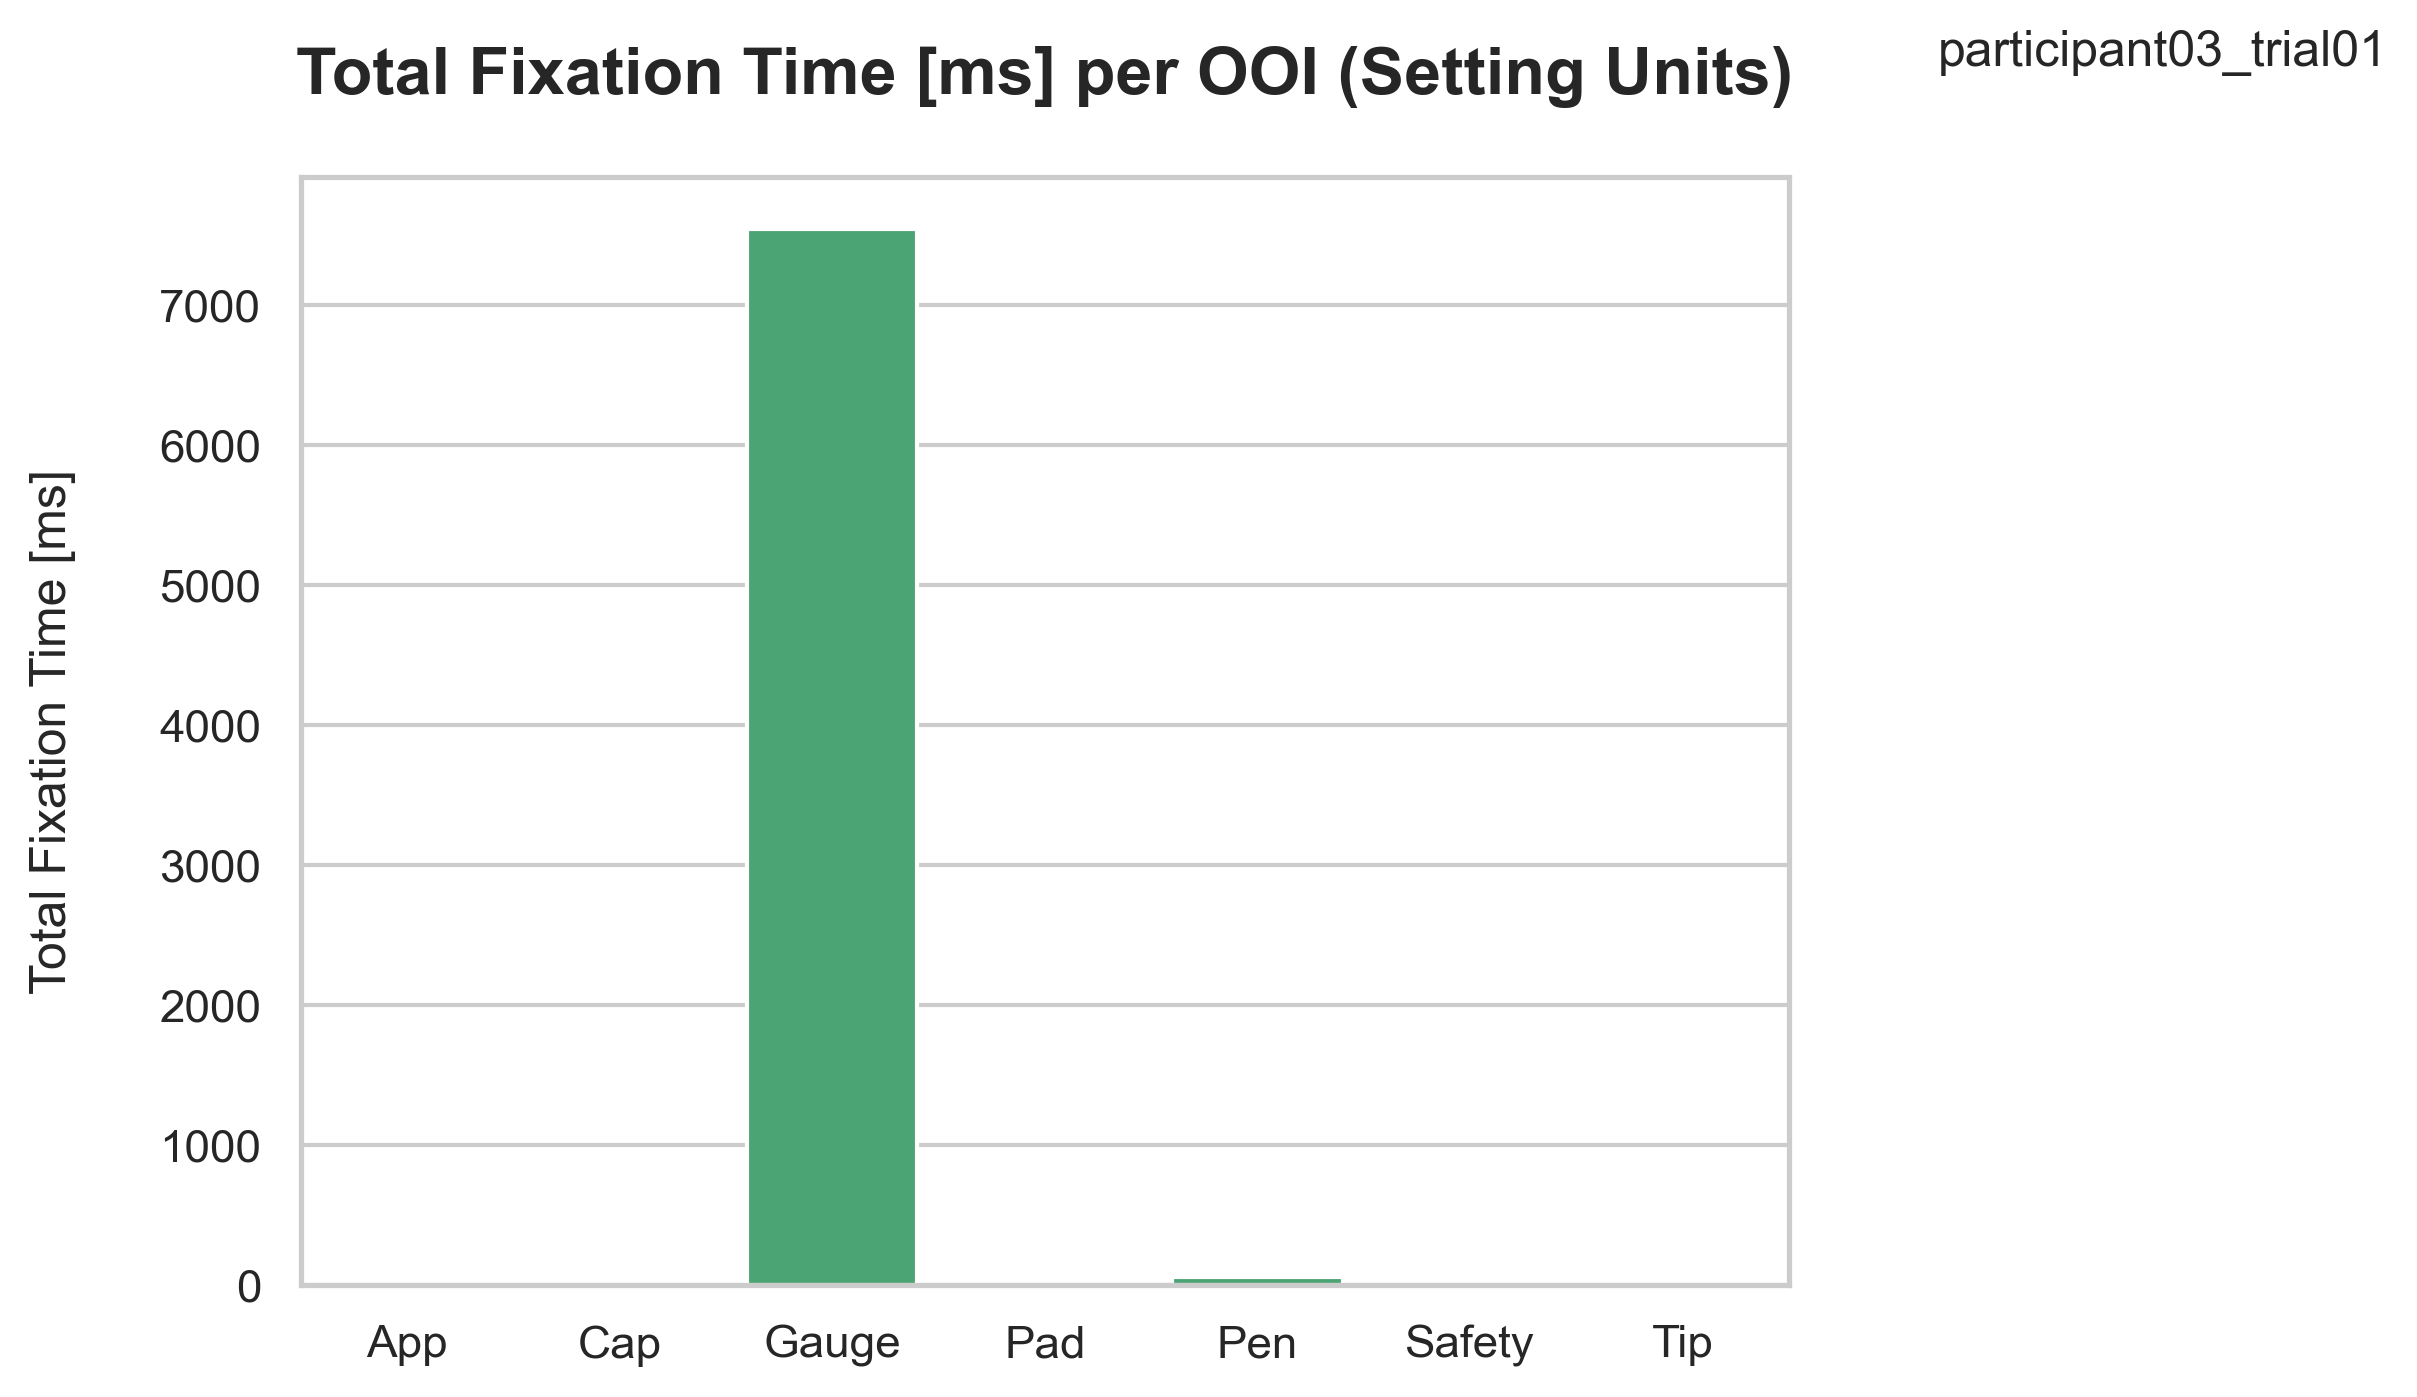 Total Fixation Time [ms] per OOI (Setting Units)
participant03_trial01
Total Fixation Time [ms]
7000
6000
5000
4000
3000
2000
1000
0
App Cap Gauge Pad Pen Safety Tip